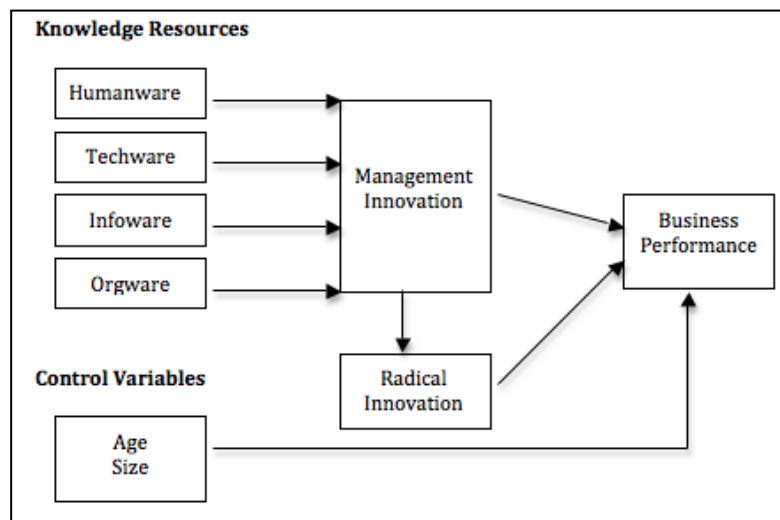 Knowledge Resources
Humanware
Techware
Infoware
Orgware
Management
Innovation
Business
Performance
Radical
Innovation
Control Variables
Age
Size